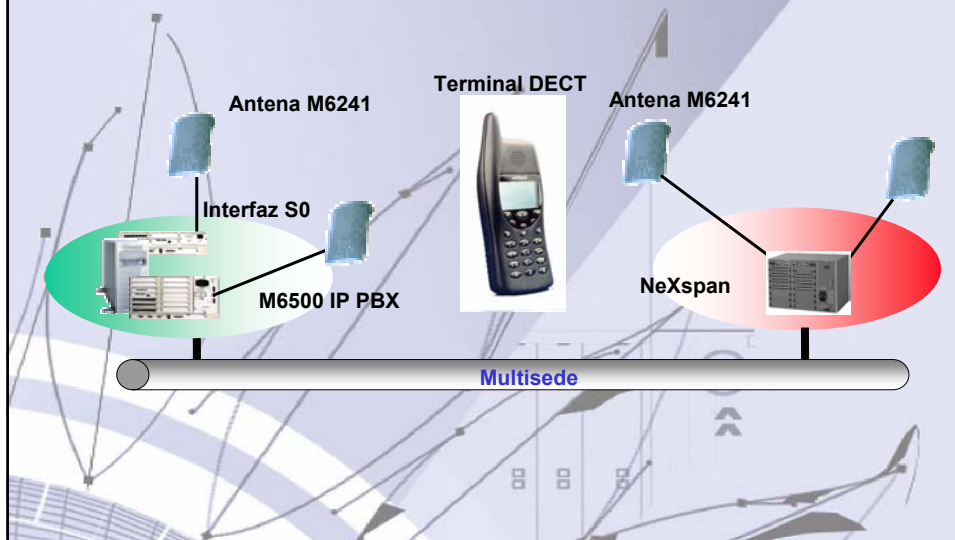 Terminal DECT
Antena M6241
Antena M6241
Interfaz S0
M6500 IP PBX
NeXspan
Multisede
E